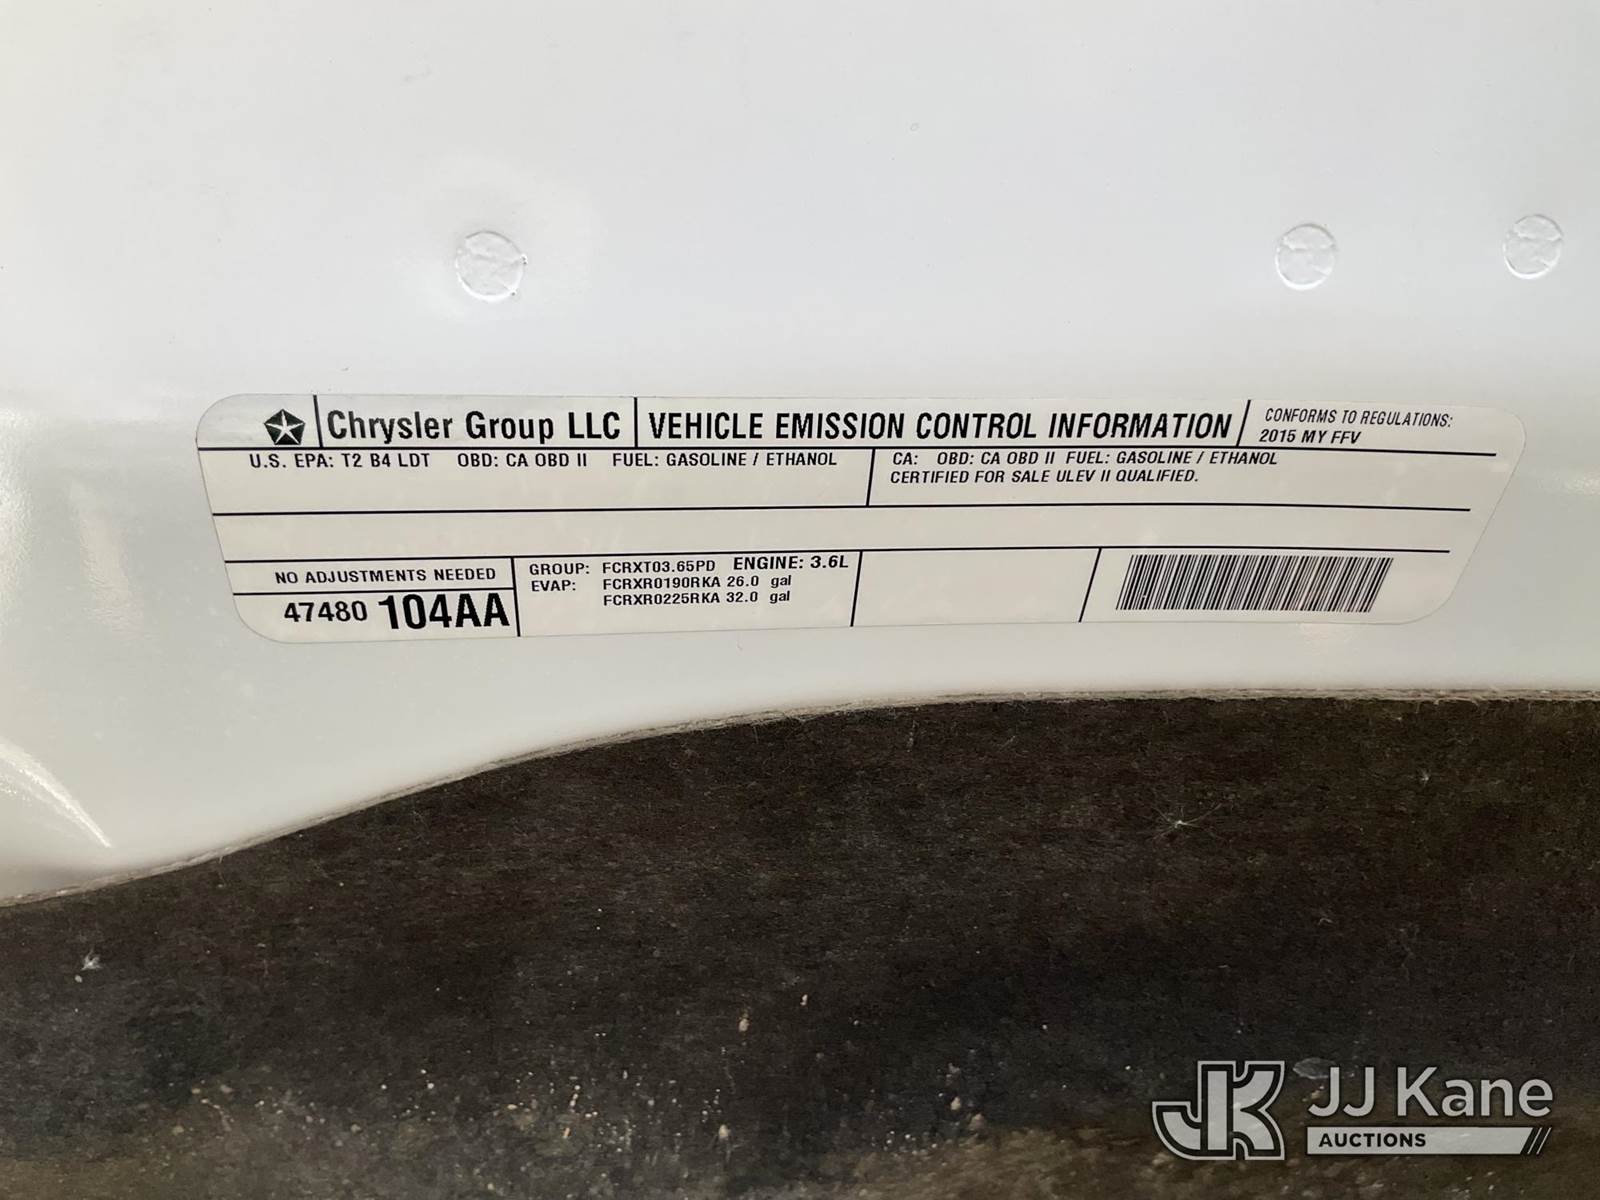 Chrysler Group LLC
VEHICLE EMISSION CONTROL INFORMATION
CONFORMS TO REGULATIONS:
2015 MY FFV
U.S. EPA: T2 B4 LDT OBD: CA OBD II FUEL: GASOLINE / ETHANOL
CA: OBD: CA OBD II FUEL: GASOLINE / ETHANOL
CERTIFIED FOR SALE ULEV II QUALIFIED.
NO ADJUSTMENTS NEEDED
47480 104AA
GROUP: FCRXT03.65PD ENGINE: 3.6L
EVAP: FCRXR0190RKA 26.0 gal
FCRXR0225RKA 32.0 gal
JK JJ Kane
AUCTIONS